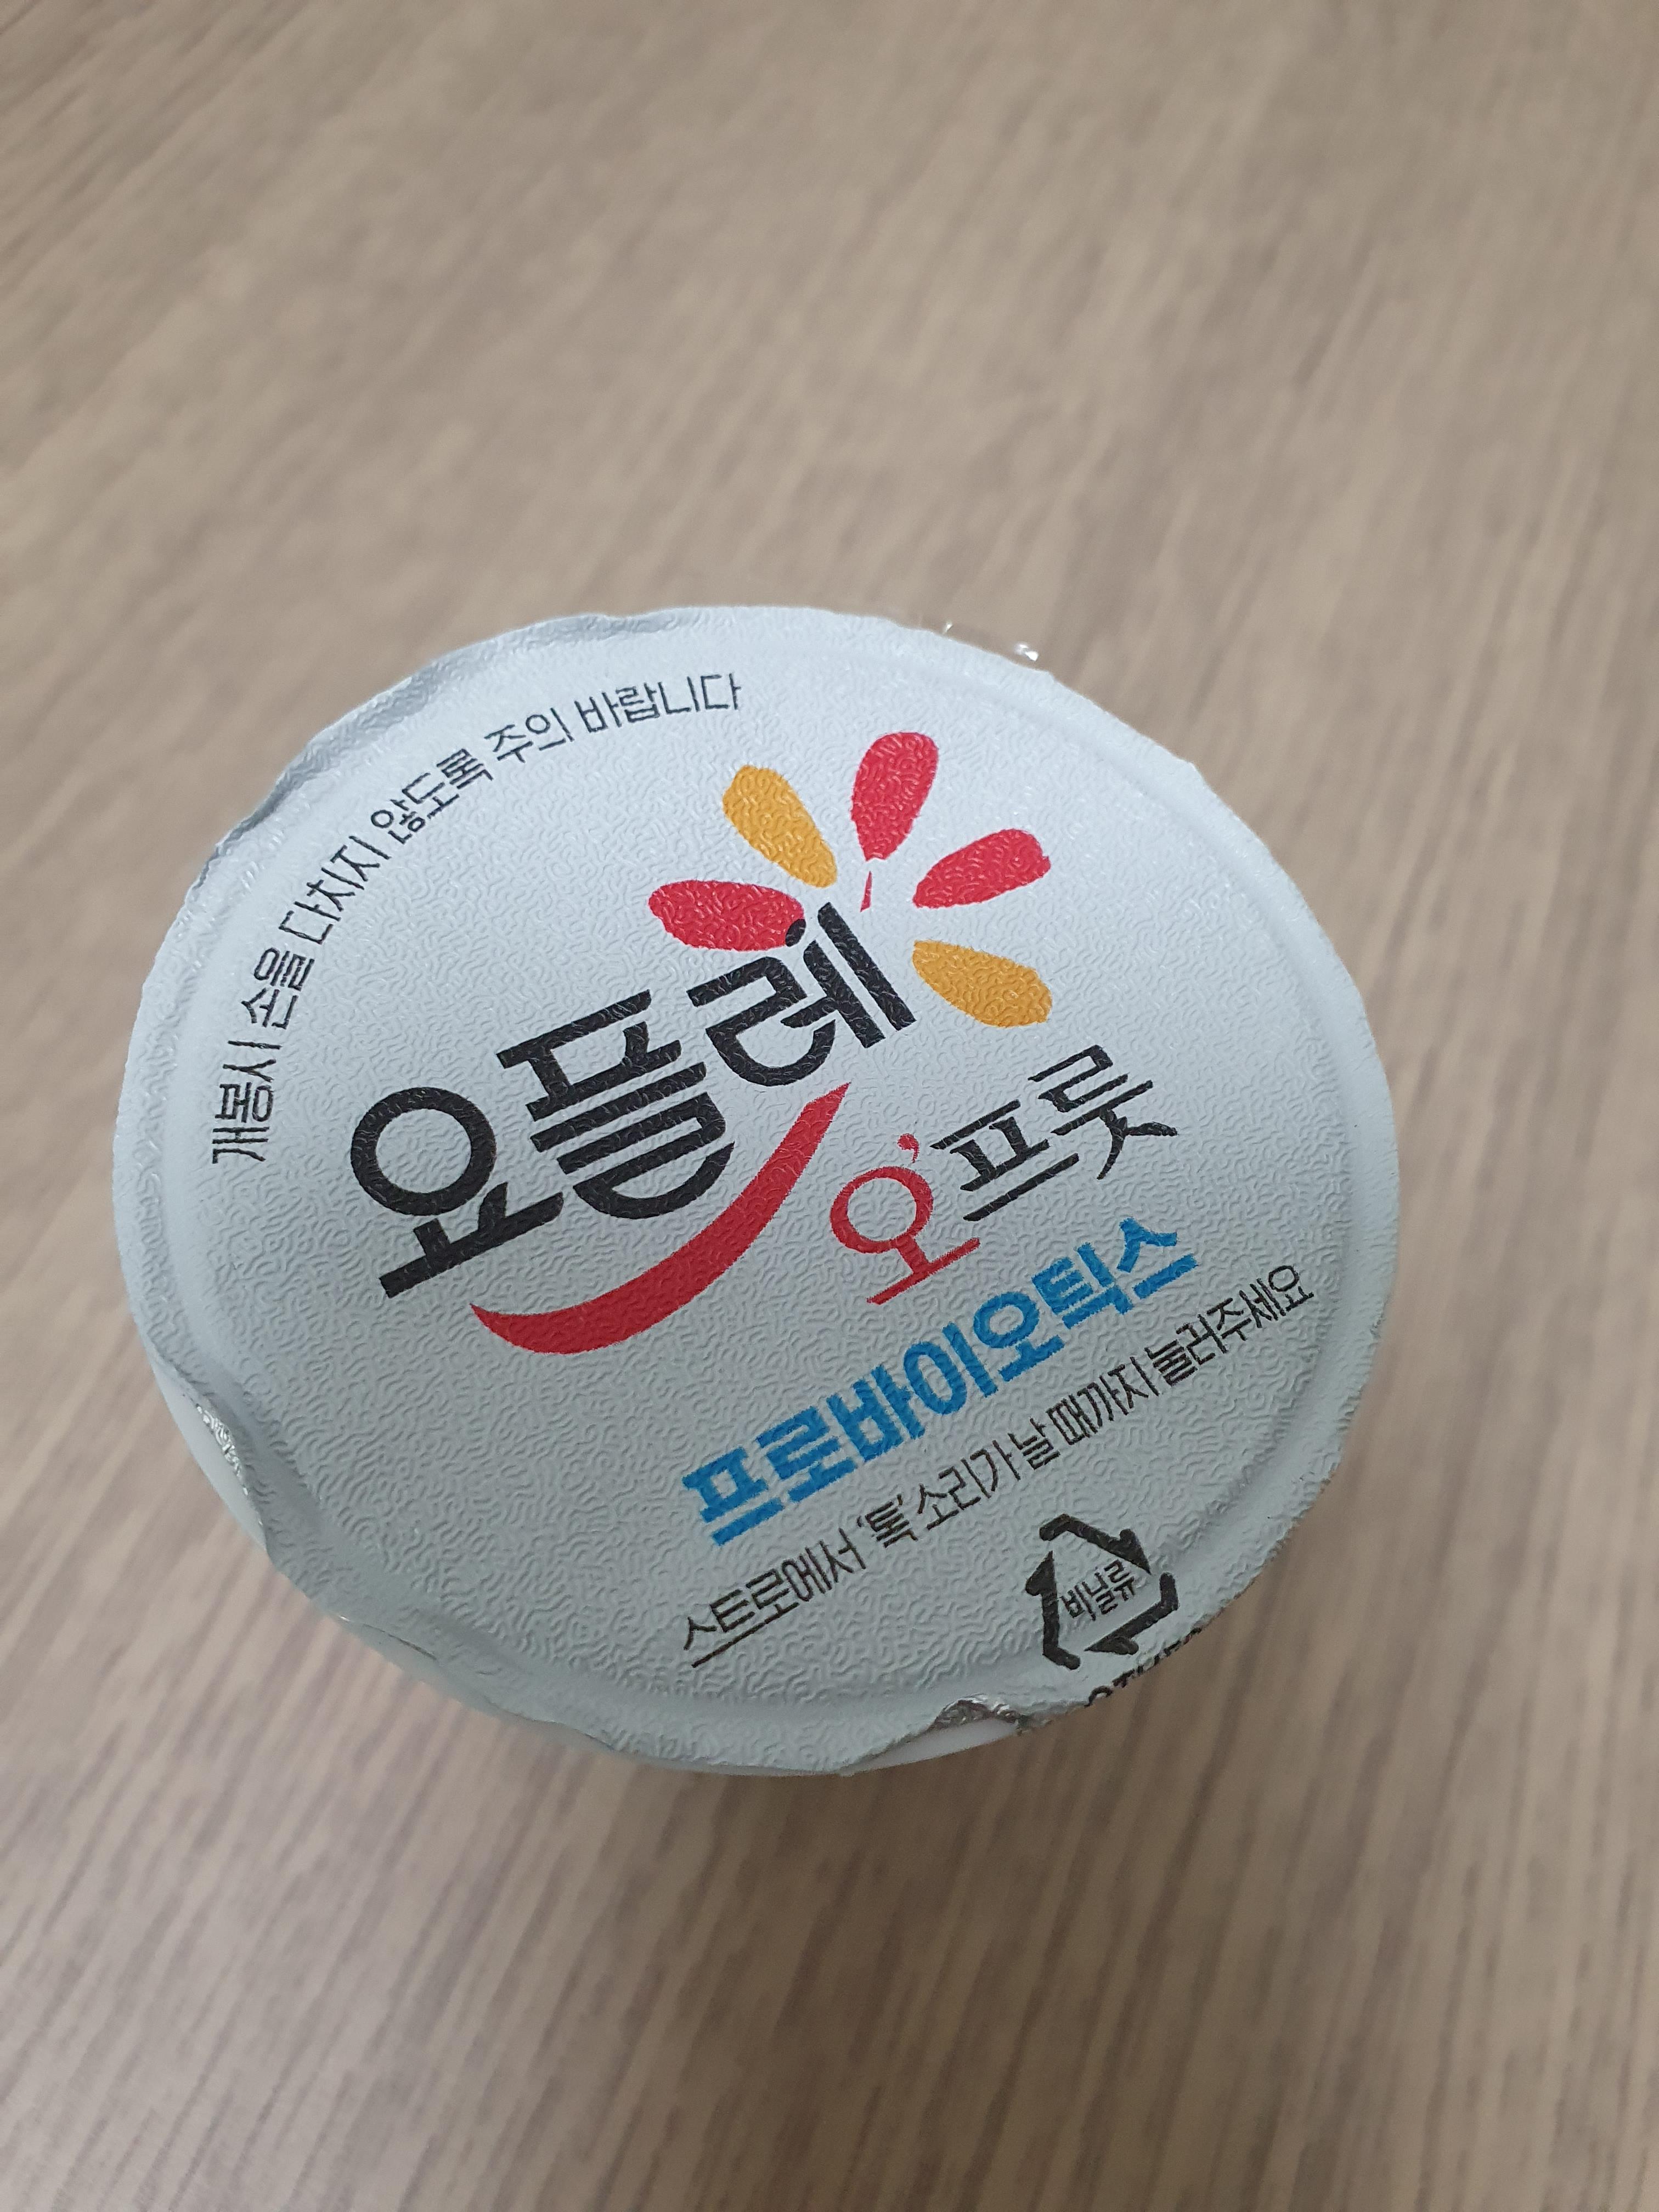 개봉시 손을 다치지 않도록 주의 바랍니다
요플레
오'프룻
프로바이오틱스
스트로에서 '톡' 소리가 날 때까지 눌러주세요
비닐류